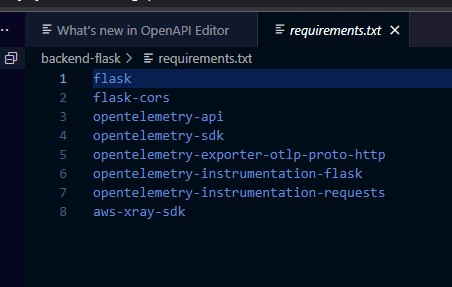 What's new in OpenAPI Editor
requirements.txt
backend-flask > requirements.txt
1 flask
2 flask-cors
3 opentelemetry-api
4 opentelemetry-sdk
5 opentelemetry-exporter-otlp-proto-http
6 opentelemetry-instrumentation-flask
7 opentelemetry-instrumentation-requests
8 aws-xray-sdk